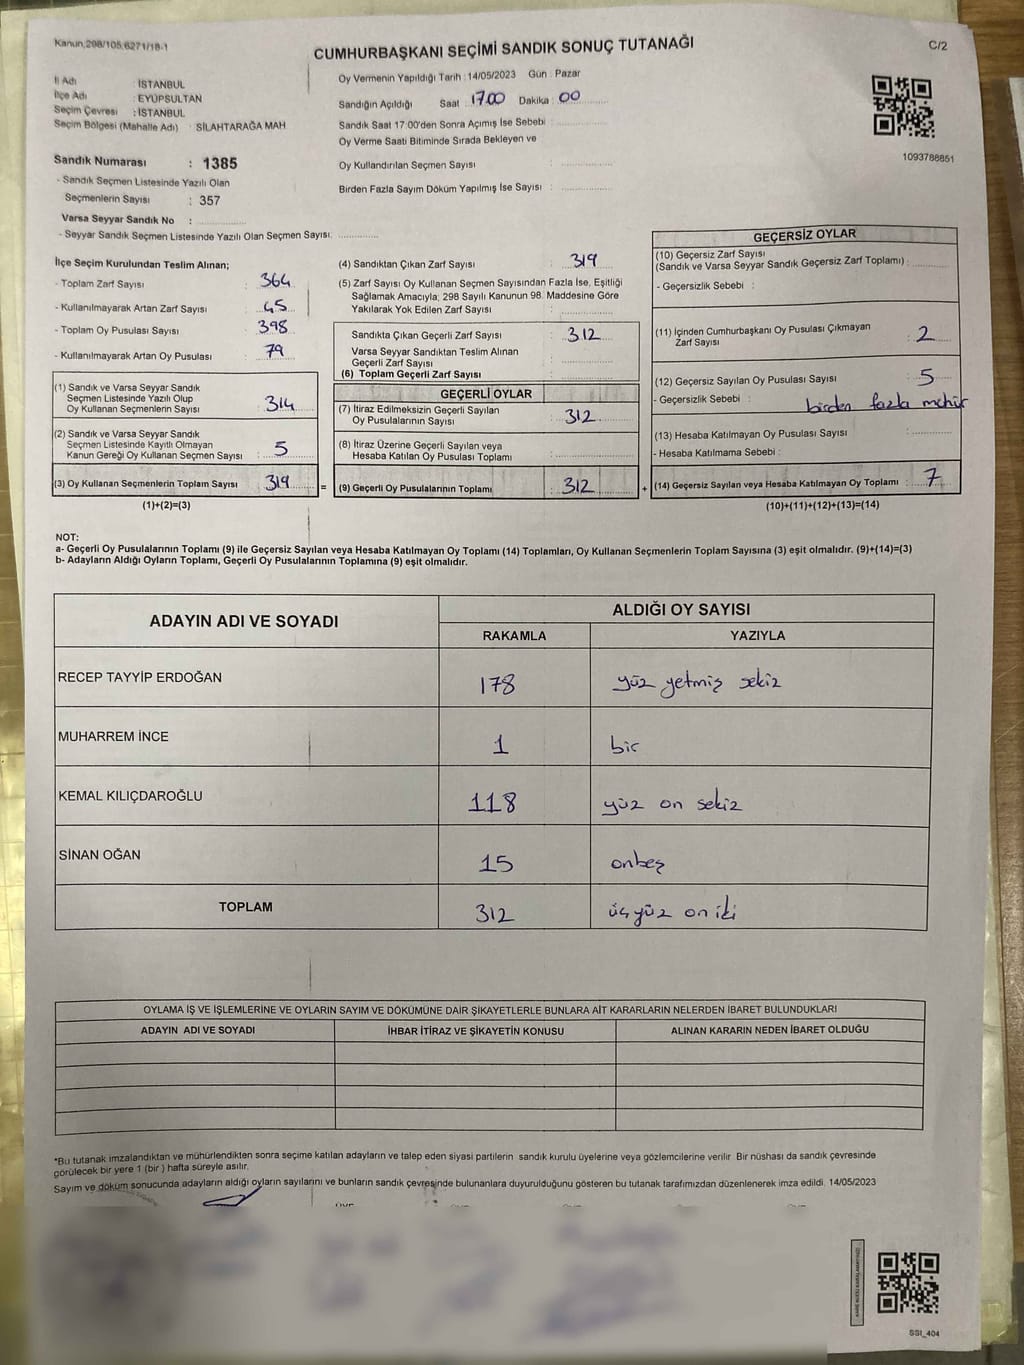 Kanun,298/105,6271/18-1
CUMHURBAŞKANI SEÇİMİ SANDIK SONUÇ TUTANAĞI
C/2
İl Adı : İSTANBUL
İlçe Adı : EYÜPSULTAN
Seçim Çevresi : İSTANBUL
Seçim Bölgesi (Mahalle Adı) : SİLAHTARAĞA MAH
Sandık Numarası : 1385
- Sandık Seçmen Listesinde Yazılı Olan
Seçmenlerin Sayısı : 357
Varsa Seyyar Sandık No :
- Seyyar Sandık Seçmen Listesinde Yazılı Olan Seçmen Sayısı:
Oy Vermenin Yapıldığı Tarih : 14/05/2023 Gün : Pazar
Sandığın Açıldığı Saat 17.00 Dakika 00
Sandık Saat 17:00'den Sonra Açımış İse Sebebi :
Oy Verme Saati Bitiminde Sırada Bekleyen ve
Oy Kullandırılan Seçmen Sayısı :
Birden Fazla Sayım Döküm Yapılmış İse Sayısı :
1093788851
İlçe Seçim Kurulundan Teslim Alınan;
- Toplam Zarf Sayısı : 364
- Kullanılmayarak Artan Zarf Sayısı : 45
- Toplam Oy Pusulası Sayısı : 398
- Kullanılmayarak Artan Oy Pusulası : 79
(1) Sandık ve Varsa Seyyar Sandık
Seçmen Listesinde Yazılı Olup
Oy Kullanan Seçmenlerin Sayısı : 314
(2) Sandık ve Varsa Seyyar Sandık
Seçmen Listesinde Kayıtlı Olmayan
Kanun Gereği Oy Kullanan Seçmen Sayısı : 5
(3) Oy Kullanan Seçmenlerin Toplam Sayısı : 319 =
(1)+(2)=(3)
(4) Sandıktan Çıkan Zarf Sayısı : 319
(5) Zarf Sayısı Oy Kullanan Seçmen Sayısından Fazla İse, Eşitliği
Sağlamak Amacıyla; 298 Sayılı Kanunun 98. Maddesine Göre
Yakılarak Yok Edilen Zarf Sayısı :
Sandıkta Çıkan Geçerli Zarf Sayısı : 312
Varsa Seyyar Sandıktan Teslim Alınan
Geçerli Zarf Sayısı :
(6) Toplam Geçerli Zarf Sayısı :
GEÇERLİ OYLAR
(7) İtiraz Edilmeksizin Geçerli Sayılan
Oy Pusulalarının Sayısı : 312
(8) İtiraz Üzerine Geçerli Sayılan veya
Hesaba Katılan Oy Pusulası Toplamı :
(9) Geçerli Oy Pusulalarının Toplamı : 312 +
GEÇERSİZ OYLAR
(10) Geçersiz Zarf Sayısı
(Sandık ve Varsa Seyyar Sandık Geçersiz Zarf Toplamı) :
- Geçersizlik Sebebi :
(11) İçinden Cumhurbaşkanı Oy Pusulası Çıkmayan
Zarf Sayısı : 2
(12) Geçersiz Sayılan Oy Pusulası Sayısı : 5
- Geçersizlik Sebebi : birden fazla mühür
(13) Hesaba Katılmayan Oy Pusulası Sayısı :
- Hesaba Katılmama Sebebi :
(14) Geçersiz Sayılan veya Hesaba Katılmayan Oy Toplamı : 7
(10)+(11)+(12)+(13)=(14)
NOT:
a- Geçerli Oy Pusulalarının Toplamı (9) ile Geçersiz Sayılan veya Hesaba Katılmayan Oy Toplamı (14) Toplamları, Oy Kullanan Seçmenlerin Toplam Sayısına (3) eşit olmalıdır. (9)+(14)=(3)
b- Adayların Aldığı Oyların Toplamı, Geçerli Oy Pusulalarının Toplamına (9) eşit olmalıdır.
ADAYIN ADI VE SOYADI ALDIĞI OY SAYISI
RAKAMLA YAZIYLA
RECEP TAYYİP ERDOĞAN 178 yüz yetmiş sekiz
MUHARREM İNCE 1 bir
KEMAL KILIÇDAROĞLU 118 yüz on sekiz
SİNAN OĞAN 15 onbeş
TOPLAM 312 üçyüz oniki
OYLAMA İŞ VE İŞLEMLERİNE VE OYLARIN SAYIM VE DÖKÜMÜNE DAİR ŞİKAYETLERLE BUNLARA AİT KARARLARIN NELERDEN İBARET BULUNDUKLARI
ADAYIN ADI VE SOYADI İHBAR İTİRAZ VE ŞİKAYETİN KONUSU ALINAN KARARIN NEDEN İBARET OLDUĞU
*Bu tutanak imzalandıktan ve mühürlendikten sonra seçime katılan adayların ve talep eden siyasi partilerin sandık kurulu üyelerine veya gözlemcilerine verilir. Bir nüshası da sandık çevresinde
görülecek bir yere 1 (bir ) hafta süreyle asılır.
Sayım ve döküm sonucunda adayların aldığı oyların sayılarını ve bunların sandık çevresinde bulunanlara duyurulduğunu gösteren bu tutanak tarafımızdan düzenlenerek imza edildi. 14/05/2023
SSI_404